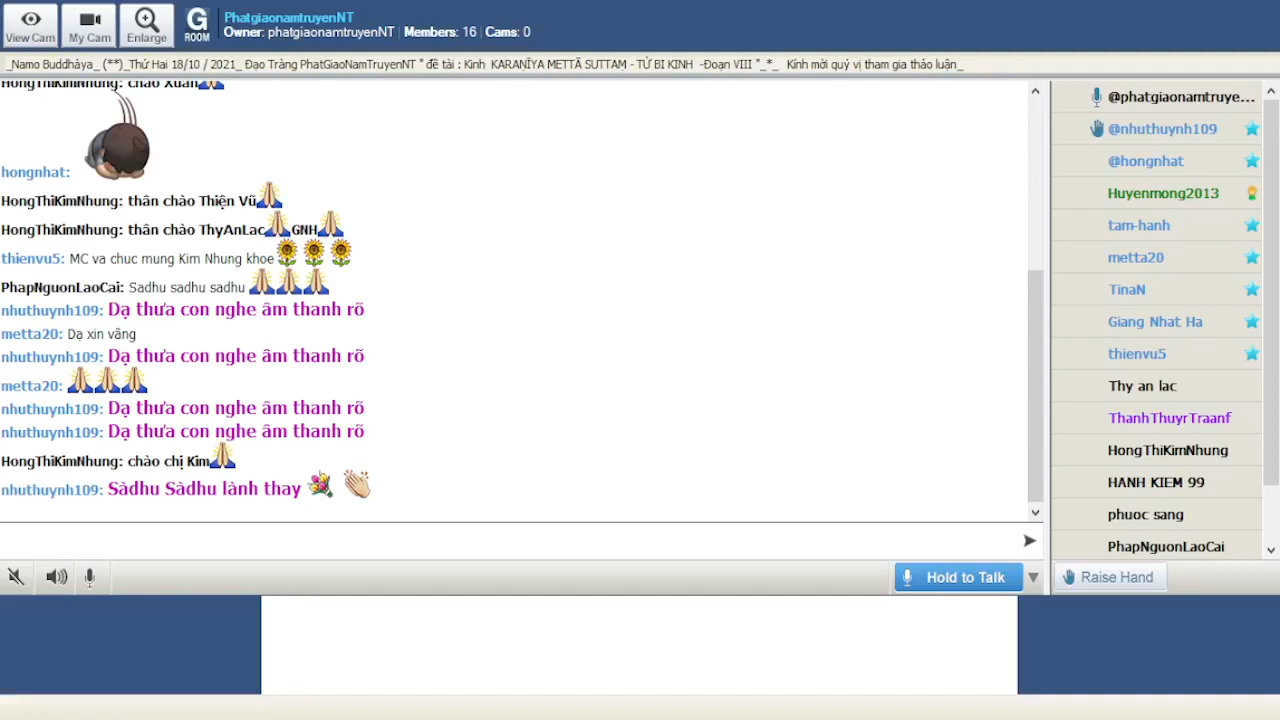 View Cam
My Cam
Enlarge
G
ROOM
PhatgiaonamtruyenNT
Owner: phatgiaonamtruyenNT | Members: 16 | Cams: 0
_Namo Buddhàya_ (**)_Thứ Hai 18/10 / 2021_ Đạo Tràng PhatGiaoNamTruyenNT " đề tài : Kinh KARAṆĪYA METTĀ SUTTAM - TỪ BI KINH -Đoạn VIII "_*_ Kính mời quý vị tham gia thảo luận_
HongThiKimNhung: chào Xuân
hongnhat:
HongThiKimNhung: thân chào Thiện Vũ
HongThiKimNhung: thân chào ThyAnLac GNH
thienvu5: MC va chuc mung Kim Nhung khoe
PhapNguonLaoCai: Sadhu sadhu sadhu
nhuthuynh109: Dạ thưa con nghe âm thanh rõ
metta20: Dạ xin vâng
nhuthuynh109: Dạ thưa con nghe âm thanh rõ
metta20:
nhuthuynh109: Dạ thưa con nghe âm thanh rõ
nhuthuynh109: Dạ thưa con nghe âm thanh rõ
HongThiKimNhung: chào chị Kim
nhuthuynh109: Sàdhu Sàdhu lành thay
@phatgiaonamtruye...
@nhuthuynh109
@hongnhat
Huyenmong2013
tam-hanh
metta20
TinaN
Giang Nhat Ha
thienvu5
Thy an lac
ThanhThuyrTraanf
HongThiKimNhung
HANH KIEM 99
phuoc sang
PhapNguonLaoCai
Hold to Talk
Raise Hand